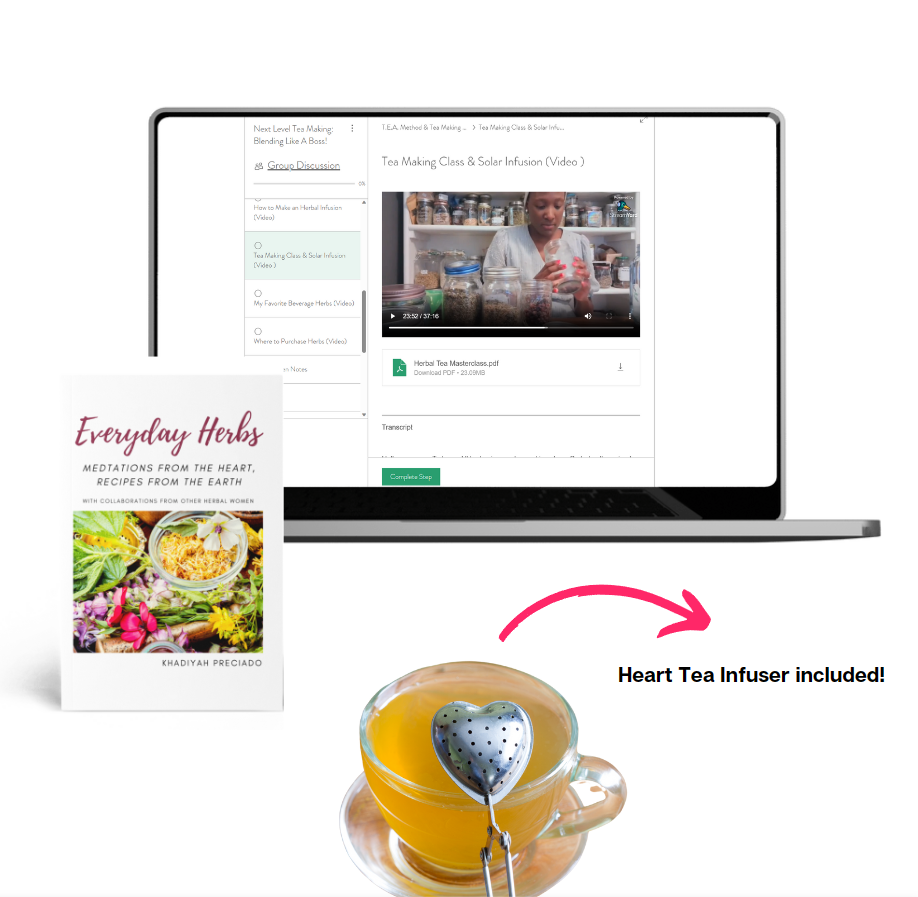 Next Level Tea Making:
Blending Like A Boss!
Group Discussion
0%
How to Make an Herbal Infusion
(Video)
Tea Making Class & Solar Infusion
(Video )
My Favorite Beverage Herbs (Video)
Where to Purchase Herbs (Video)
Notes
T.E.A. Method & Tea Making ... > Tea Making Class & Solar Infu...
Tea Making Class & Solar Infusion (Video )
Powered by
23:52 / 37:16
Herbal Tea Masterclass.pdf
Download PDF • 23.09MB
Transcript
Complete Step
Everyday Herbs
MEDTATIONS FROM THE HEART,
RECIPES FROM THE EARTH
WITH COLLABORATIONS FROM OTHER HERBAL WOMEN
KHADIYAH PRECIADO
Heart Tea Infuser included!